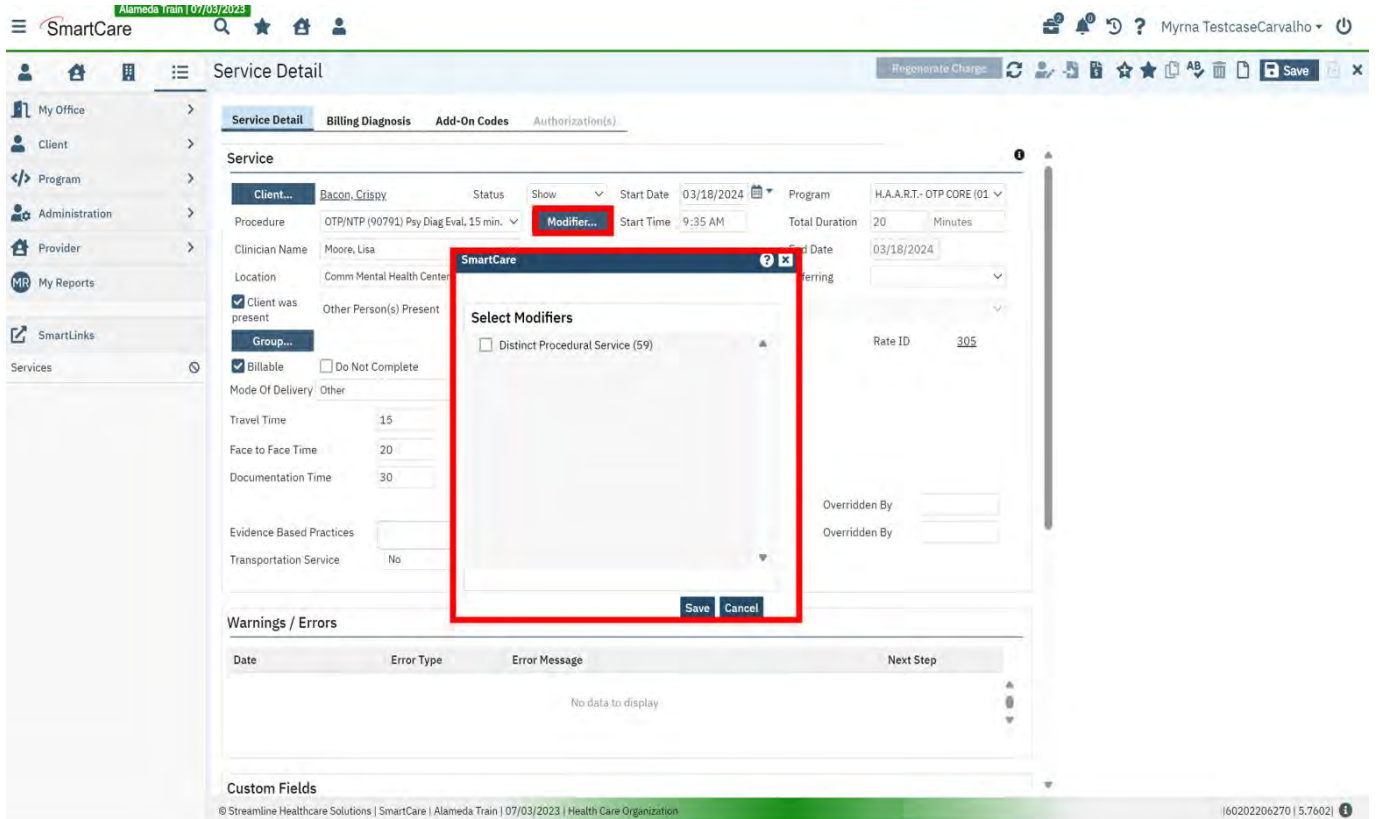 Alameda Train | 07/03/2023
SmartCare
2
0
?
Myrna TestcaseCarvalho
Service Detail
Regenerate Charge
Save
My Office
Client
Program
Administration
Provider
MR My Reports
SmartLinks
Services
Service Detail Billing Diagnosis Add-On Codes Authorization(s)
Service
Client... Bacon, Crispy Status Show Start Date 03/18/2024 Program H.A.A.R.T.- OTP CORE (01
Procedure OTP/NTP (90791) Psy Diag Eval, 15 min. Modifier... Start Time 9:35 AM Total Duration 20 Minutes
Clinician Name Moore, Lisa End Date 03/18/2024
Location Comm Mental Health Center ferring
Client was present Other Person(s) Present
Group... Rate ID 305
Billable Do Not Complete
Mode Of Delivery Other
Travel Time 15
Face to Face Time 20
Documentation Time 30
Overridden By
Evidence Based Practices Overridden By
Transportation Service No
SmartCare ?
Select Modifiers
Distinct Procedural Service (59)
Save Cancel
Warnings / Errors
Date Error Type Error Message Next Step
No data to display
Custom Fields
© Streamline Healthcare Solutions | SmartCare | Alameda Train | 07/03/2023 | Health Care Organization
|60202206270 | 5.7602|